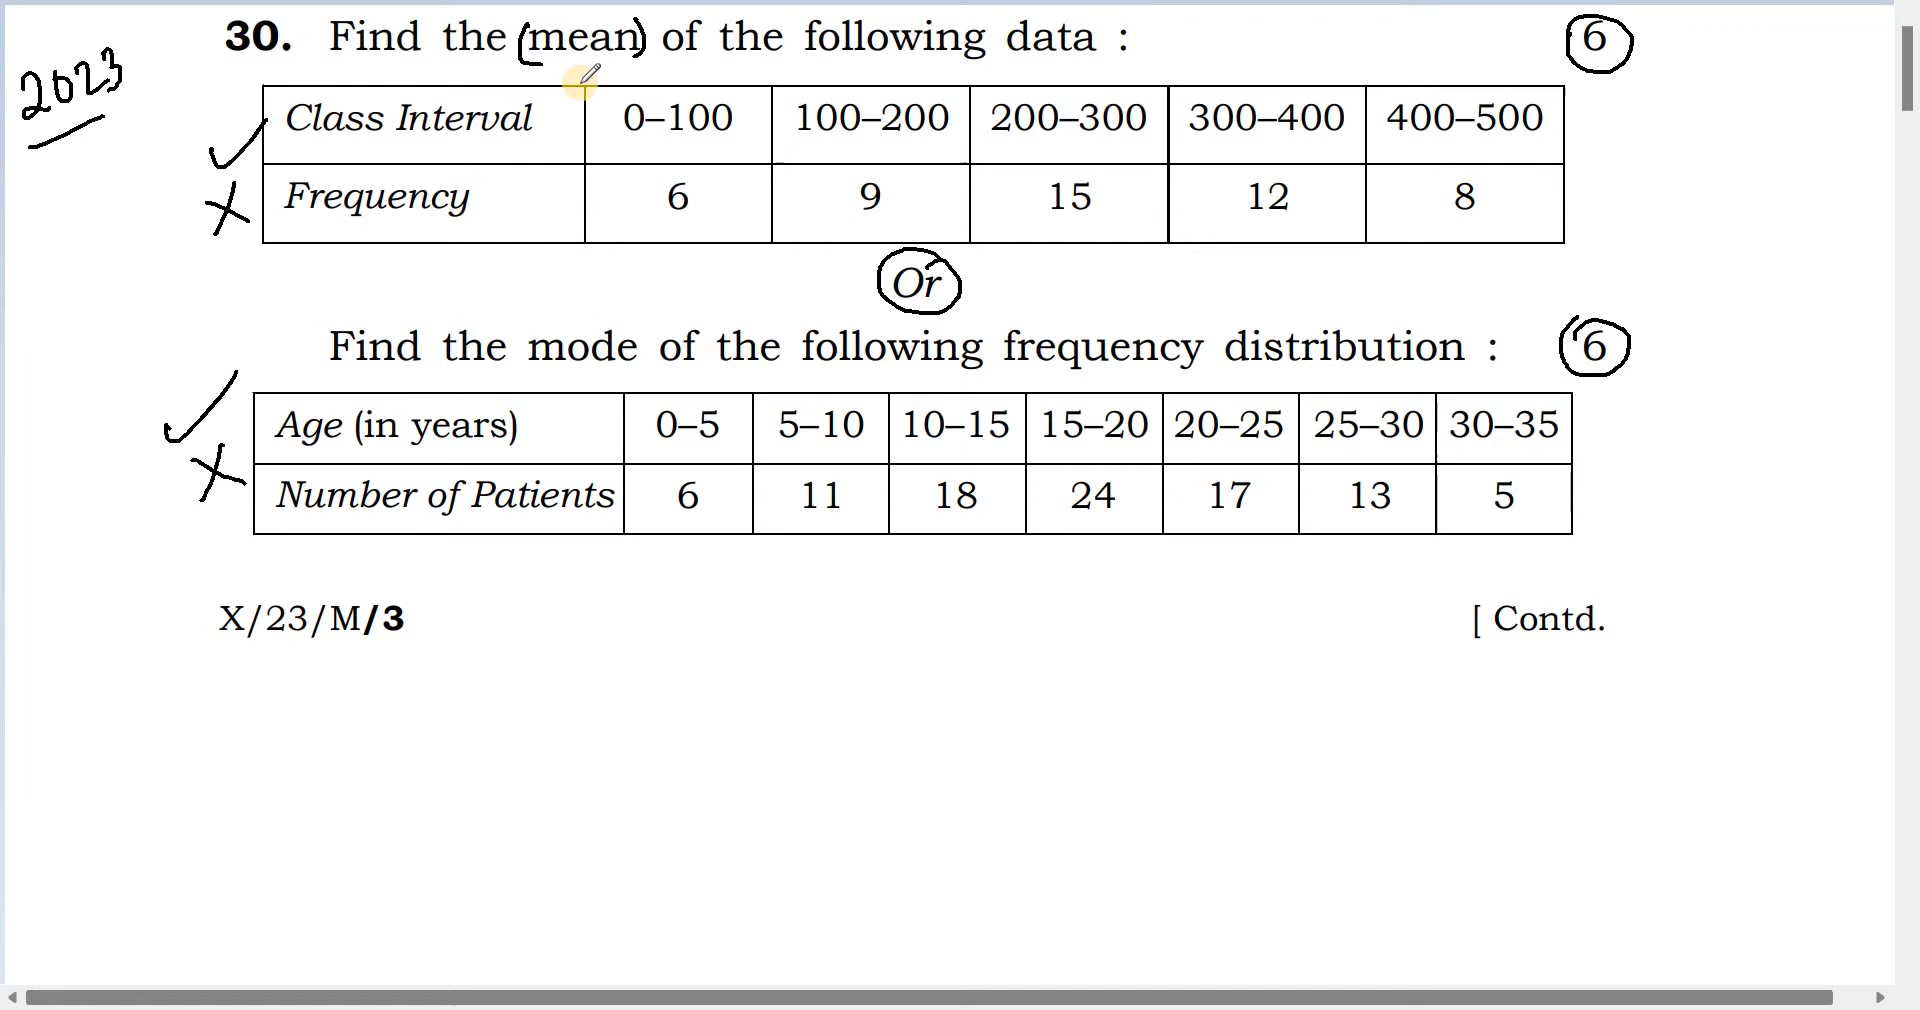 30. Find the (mean) of the following data : 6
2023
Class Interval 0–100 100–200 200–300 300–400 400–500
Frequency 6 9 15 12 8
Or
Find the mode of the following frequency distribution : 6
Age (in years) 0–5 5–10 10–15 15–20 20–25 25–30 30–35
Number of Patients 6 11 18 24 17 13 5
X/23/M/3 [ Contd.